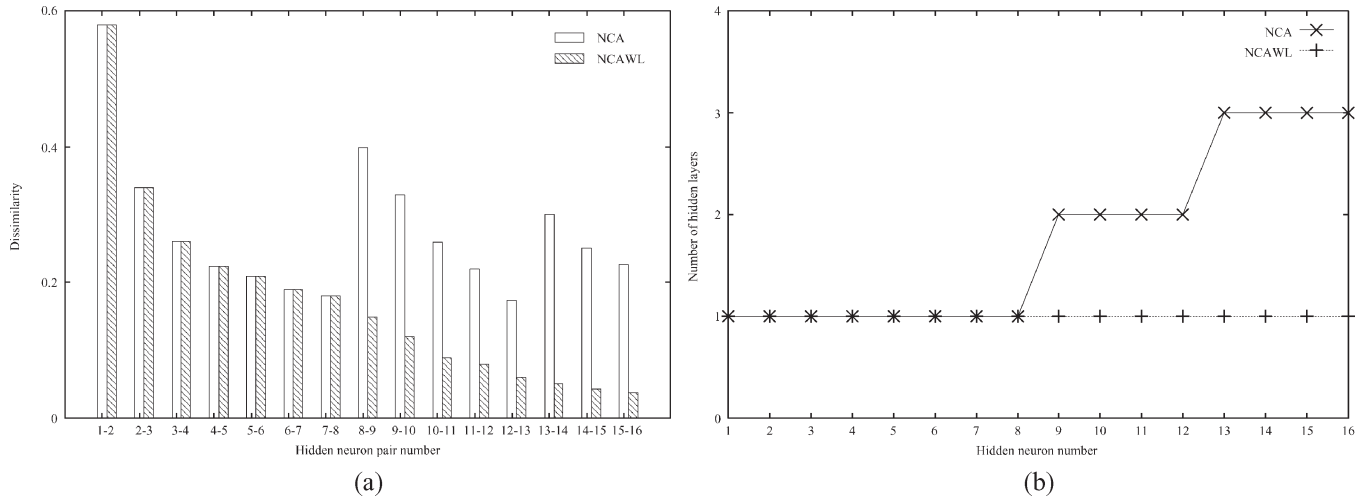 0.6
0.4
0.2
0
Dissimilarity
NCA
NCAWL
1-2 2-3 3-4 4-5 5-6 6-7 7-8 8-9 9-10 10-11 11-12 12-13 13-14 14-15 15-16
Hidden neuron pair number
(a)
4
3
2
1
0
Number of hidden layers
NCA
NCAWL
1 2 3 4 5 6 7 8 9 10 11 12 13 14 15 16
Hidden neuron number
(b)